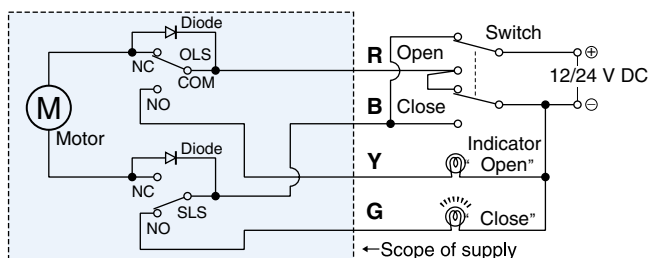 Diode
OLS
NC
COM
NO
M
Motor
Diode
NC
NO
SLS
R
Open
Switch
⊕
12/24 V DC
⊖
B
Close
Y
Indicator
“Open”
G
“Close”
←Scope of supply